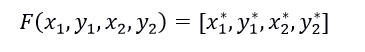 F(x₁, y₁, x₂, y₂) = [x₁*, y₁*, x₂*, y₂*]